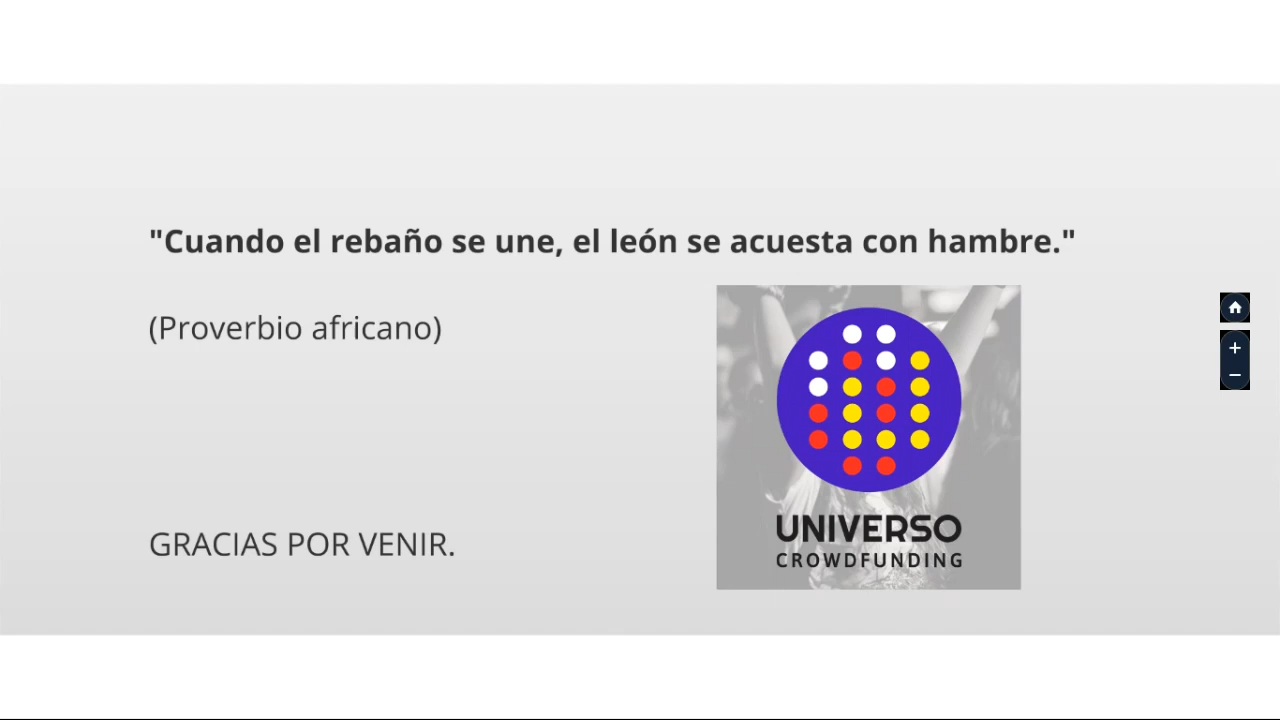 "Cuando el rebaño se une, el león se acuesta con hambre."
(Proverbio africano)
UNIVERSO
CROWDFUNDING
GRACIAS POR VENIR.